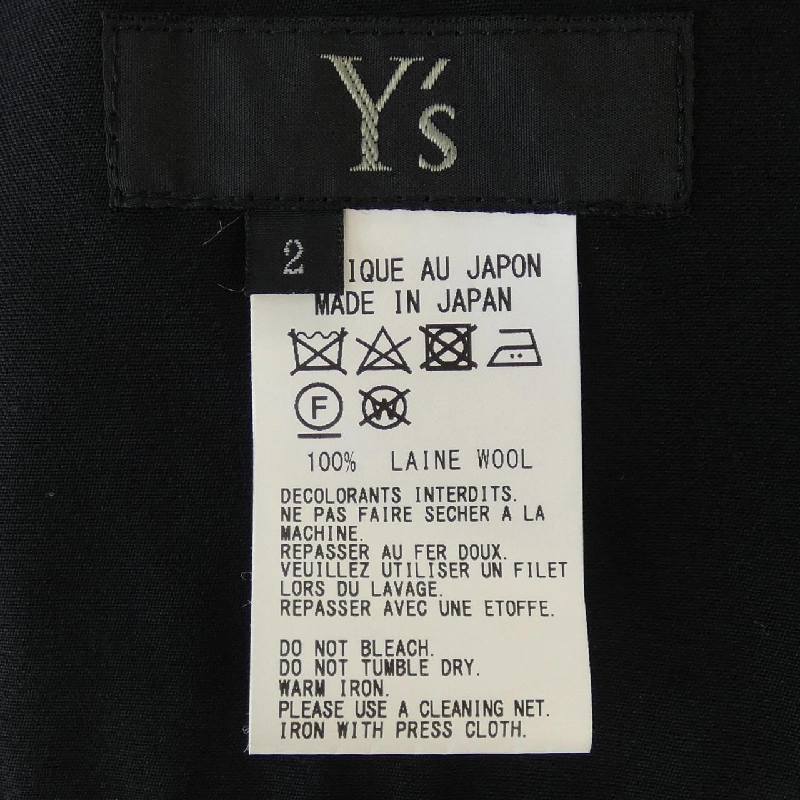 Y's
2
IQUE AU JAPON
MADE IN JAPAN
F
W
100% LAINE WOOL
DECOLORANTS INTERDITS.
NE PAS FAIRE SECHER A LA
MACHINE.
REPASSER AU FER DOUX.
VEUILLEZ UTILISER UN FILET
LORS DU LAVAGE.
REPASSER AVEC UNE ETOFFE.
DO NOT BLEACH.
DO NOT TUMBLE DRY.
WARM IRON.
PLEASE USE A CLEANING NET.
IRON WITH PRESS CLOTH.